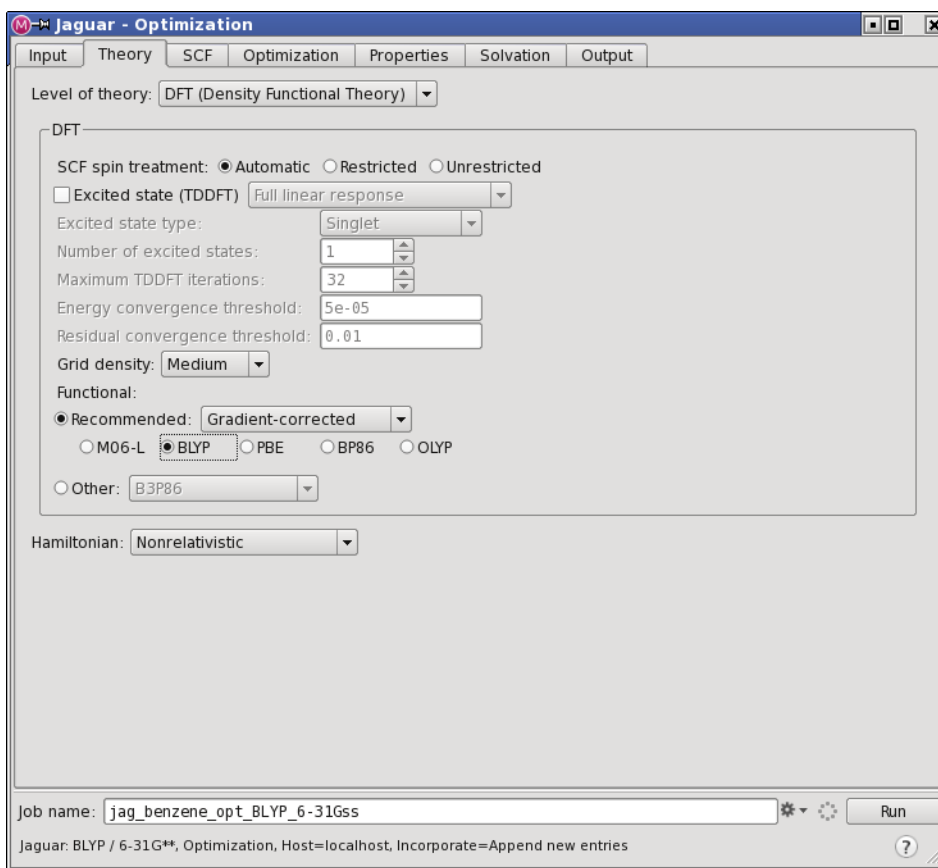 M Jaguar - Optimization
Input Theory SCF Optimization Properties Solvation Output
Level of theory: DFT (Density Functional Theory)
DFT
SCF spin treatment: Automatic Restricted Unrestricted
Excited state (TDDFT) Full linear response
Excited state type: Singlet
Number of excited states: 1
Maximum TDDFT iterations: 32
Energy convergence threshold: 5e-05
Residual convergence threshold: 0.01
Grid density: Medium
Functional:
Recommended: Gradient-corrected
M06-L BLYP PBE BP86 OLYP
Other: B3P86
Hamiltonian: Nonrelativistic
Job name: jag_benzene_opt_BLYP_6-31Gss Run
Jaguar: BLYP / 6-31G**, Optimization, Host=localhost, Incorporate=Append new entries ?